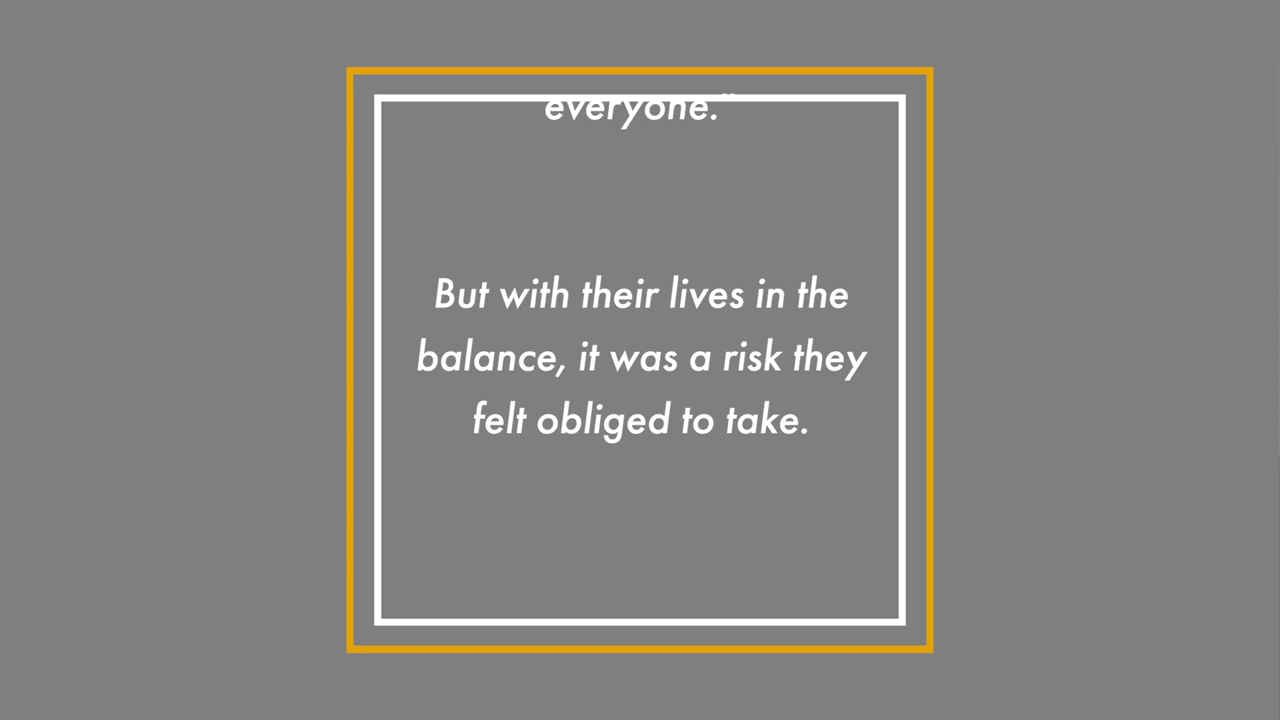 everyone."
But with their lives in the
balance, it was a risk they
felt obliged to take.